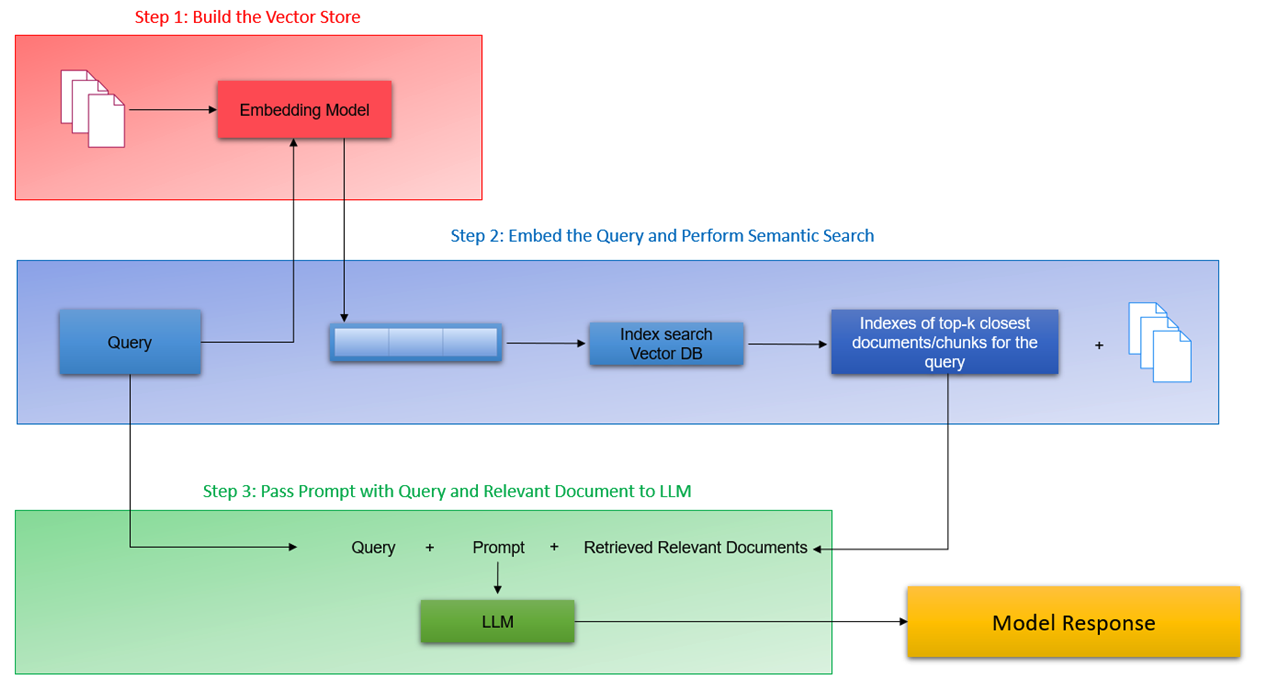 Step 1: Build the Vector Store
Embedding Model
Step 2: Embed the Query and Perform Semantic Search
Query
Index search
Vector DB
Indexes of top-k closest
documents/chunks for the
query
+
Step 3: Pass Prompt with Query and Relevant Document to LLM
Query + Prompt + Retrieved Relevant Documents
LLM
Model Response